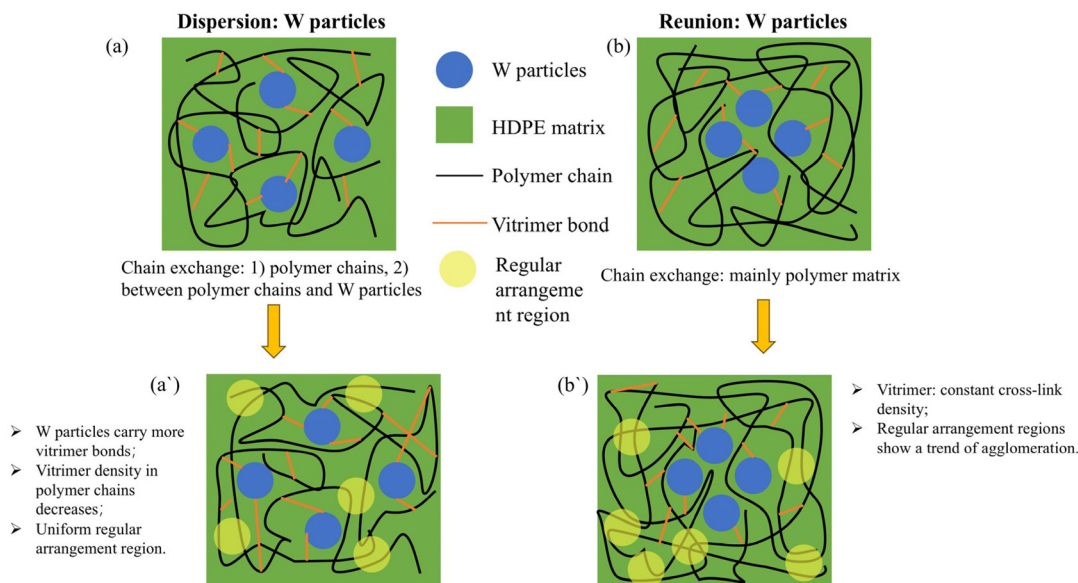 Dispersion: W particles
Reunion: W particles
(a)
(b)
W particles
HDPE matrix
Polymer chain
Vitrimer bond
Regular
arrangeme
nt region
Chain exchange: 1) polymer chains, 2)
between polymer chains and W particles
Chain exchange: mainly polymer matrix
(a`)
(b`)
➢ W particles carry more
vitrimer bonds;
➢ Vitrimer density in
polymer chains
decreases;
➢ Uniform regular
arrangement region.
➢ Vitrimer: constant cross-link
density;
➢ Regular arrangement regions
show a trend of agglomeration.